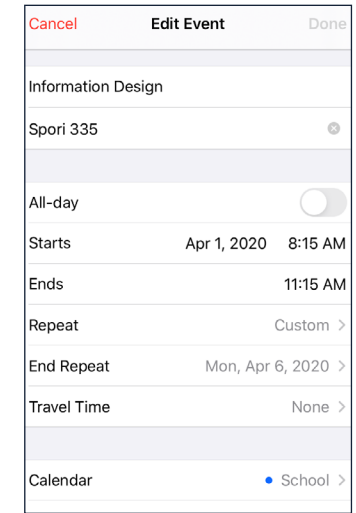 Cancel Edit Event Done
Information Design
Spori 335
All-day
Starts Apr 1, 2020 8:15 AM
Ends 11:15 AM
Repeat Custom
End Repeat Mon, Apr 6, 2020
Travel Time None
Calendar School